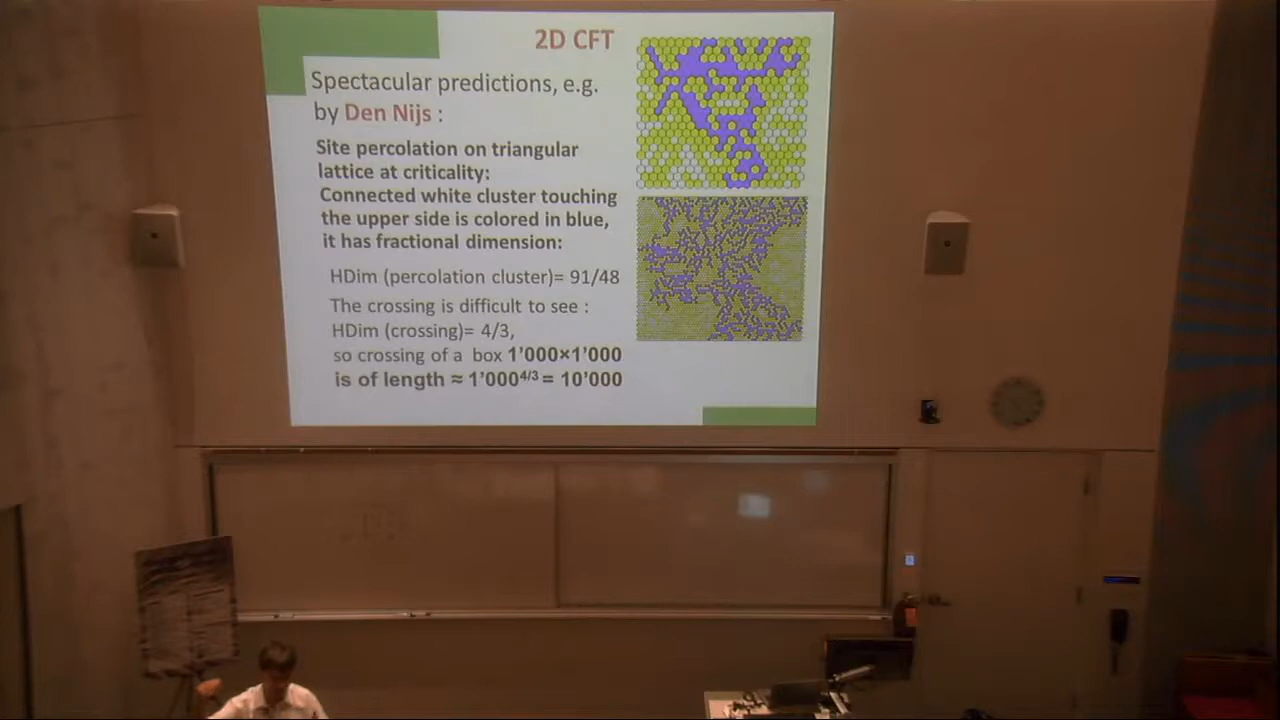 2D CFT
Spectacular predictions, e.g.
by Den Nijs :
Site percolation on triangular
lattice at criticality:
Connected white cluster touching
the upper side is colored in blue,
it has fractional dimension:
HDim (percolation cluster)= 91/48
The crossing is difficult to see :
HDim (crossing)= 4/3,
so crossing of a box 1’000×1’000
is of length ≈ 1’000⁴ᐟ³ = 10’000